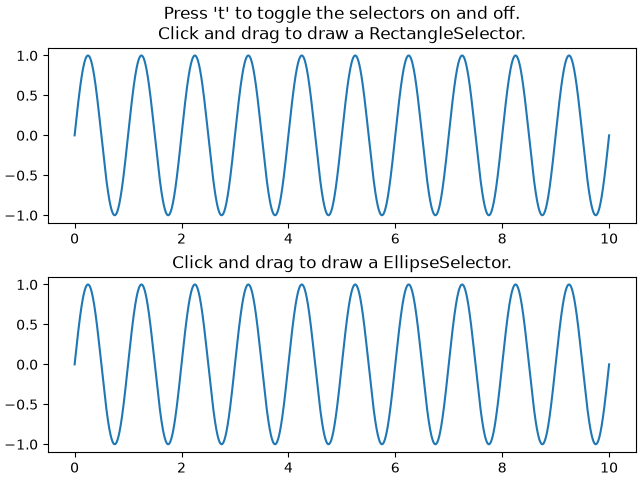 Press 't' to toggle the selectors on and off.
Click and drag to draw a RectangleSelector.
1.0
0.5
0.0
−0.5
−1.0
0 2 4 6 8 10
Click and drag to draw a EllipseSelector.
1.0
0.5
0.0
−0.5
−1.0
0 2 4 6 8 10